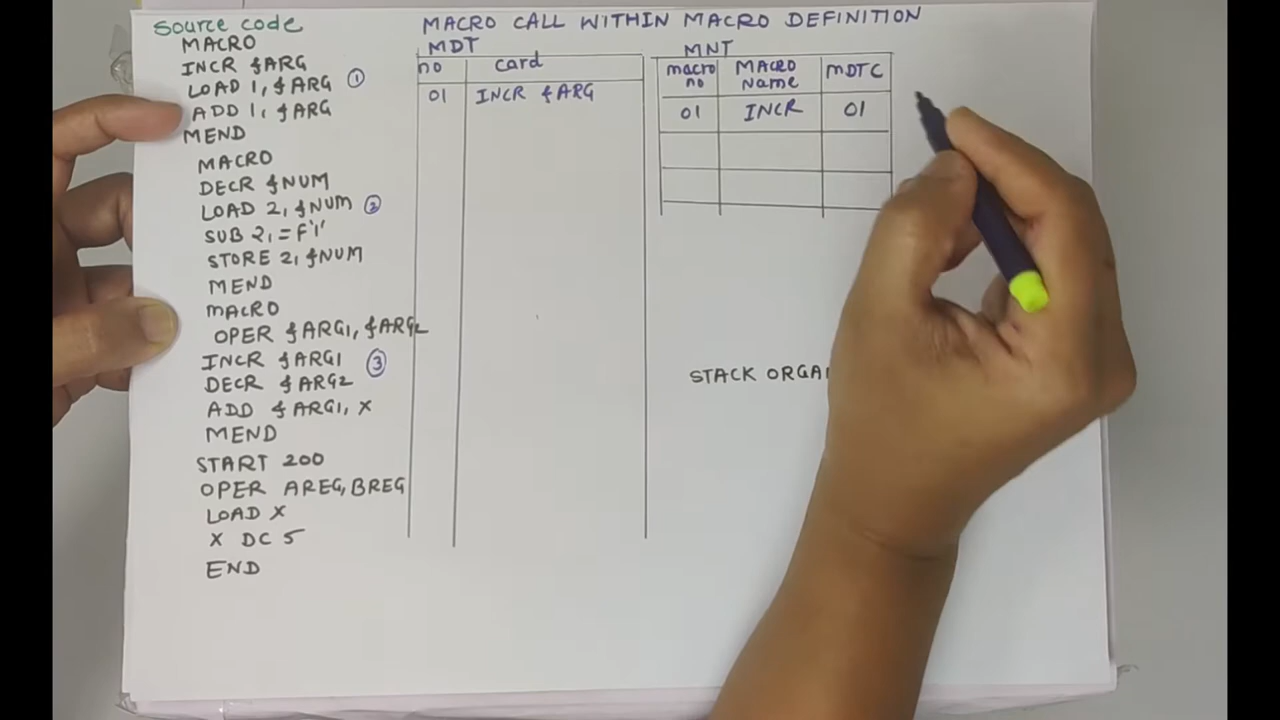 Source code
MACRO
INCR &ARG
LOAD 1, &ARG ①
ADD 1, &ARG
MEND
MACRO
DECR &NUM
LOAD 2, &NUM ②
SUB 2, = F'1'
STORE 2, &NUM
MEND
MACRO
OPER &ARG1, &ARG2
INCR &ARG1 ③
DECR &ARG2
ADD &ARG1, X
MEND
START 200
OPER AREG, BREG
LOAD X
X DC 5
END
MACRO CALL WITHIN MACRO DEFINITION
MDT
no card
01 INCR &ARG
MNT
macro no MACRO Name MDTC
01 INCR 01
STACK